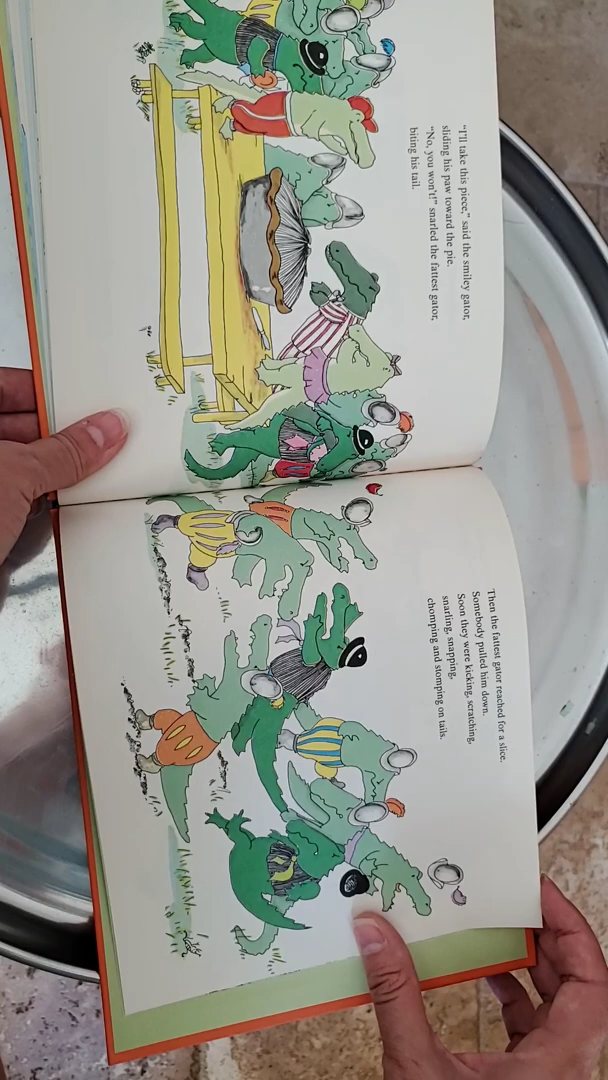 "I'll take this piece," said the smiley gator,
sliding his paw toward the pie.
"No, you won't!" snarled the fattest gator,
biting his tail.
Then the fattest gator reached for a slice.
Somebody pulled him down.
Soon they were kicking, scratching,
snarling, snapping,
chomping and stomping on tails.